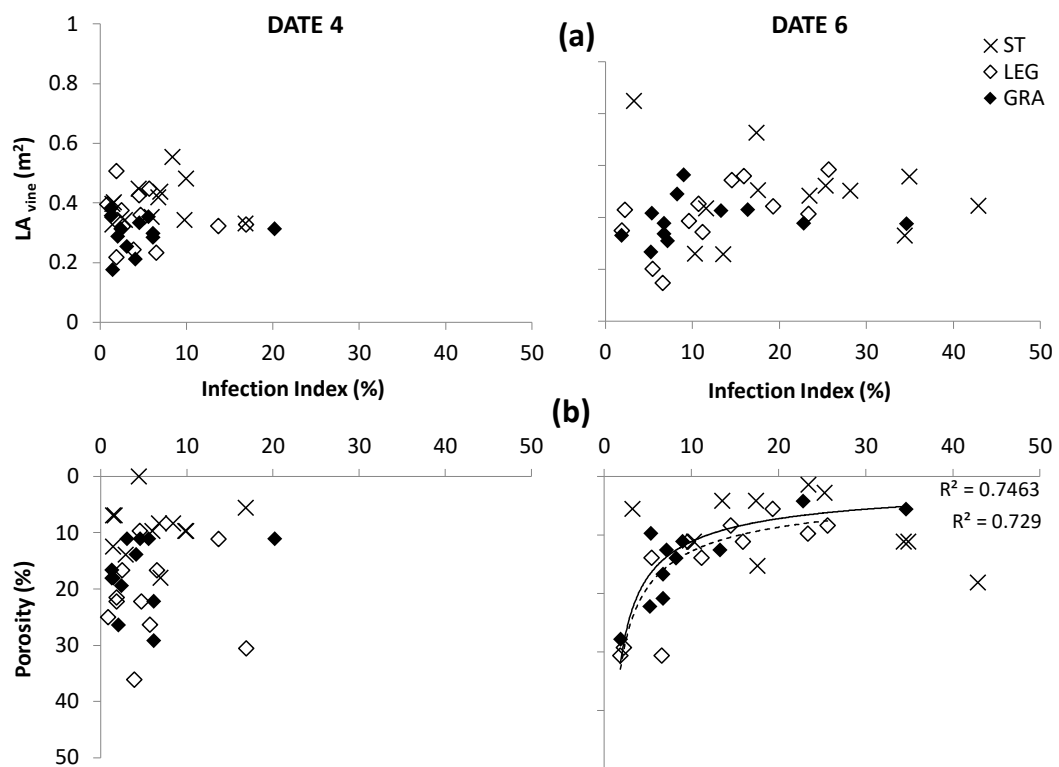 DATE 4
(a)
DATE 6
ST
LEG
GRA
LA vine (m²)
1
0.8
0.6
0.4
0.2
0
0 10 20 30 40 50
Infection Index (%)
0 10 20 30 40 50
Infection Index (%)
(b)
0 10 20 30 40 50
0 10 20 30 40 50
Porosity (%)
0
10
20
30
40
50
R² = 0.7463
R² = 0.729